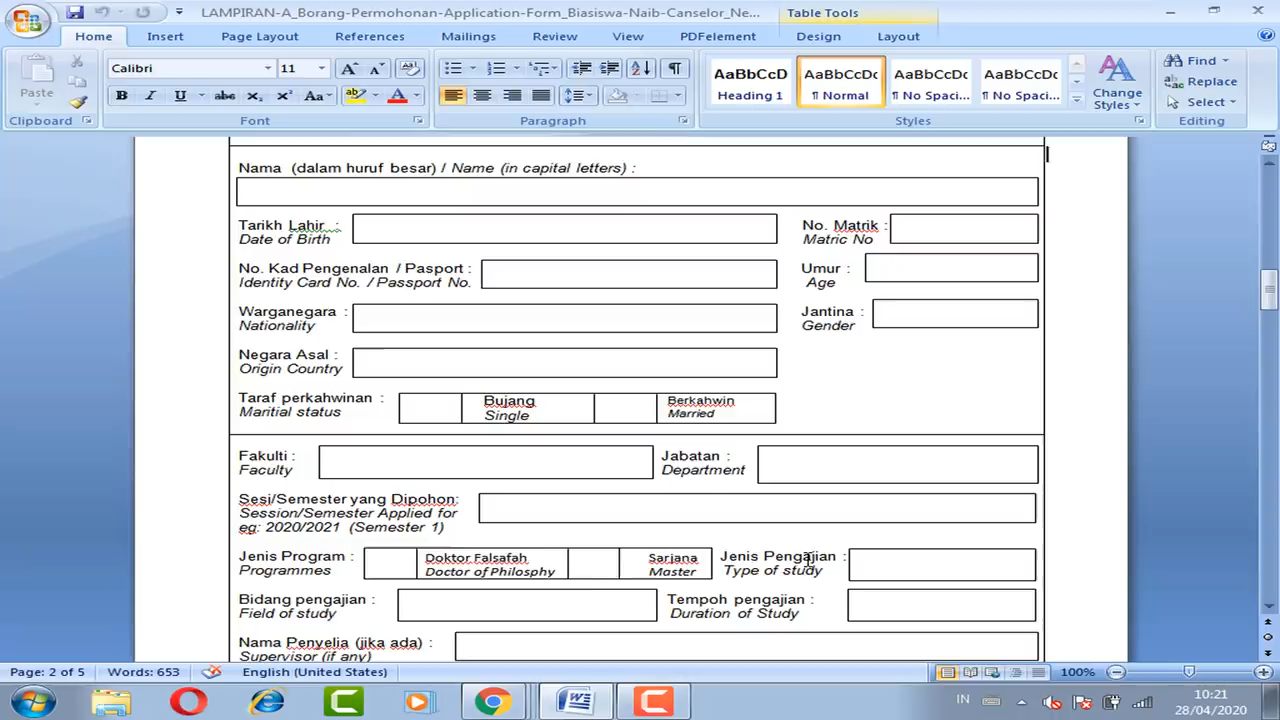 LAMPIRAN-A_Borang-Permohonan-Application-Form_Biasiswa-Naib-Canselor_Ne...
Table Tools
Home Insert Page Layout References Mailings Review View PDFelement Design Layout
Paste
Calibri 11
B I U abc X₂ X² Aa A
AaBbCcD AaBbCcDc AaBbCcDc AaBbCcDc
Heading 1 ¶ Normal ¶ No Spaci... ¶ No Spaci...
Change Styles
Find
Replace
Select
Clipboard Font Paragraph Styles Editing
Nama (dalam huruf besar) / Name (in capital letters) :
Tarikh Lahir :
Date of Birth
No. Matrik :
Matric No
No. Kad Pengenalan / Pasport :
Identity Card No. / Passport No.
Umur :
Age
Warganegara :
Nationality
Jantina :
Gender
Negara Asal :
Origin Country
Taraf perkahwinan :
Maritial status
Bujang
Single
Berkahwin
Married
Fakulti :
Faculty
Jabatan :
Department
Sesi/Semester yang Dipohon:
Session/Semester Applied for
eg: 2020/2021 (Semester 1)
Jenis Program :
Programmes
Doktor Falsafah
Doctor of Philosphy
Sarjana
Master
Jenis Pengajian :
Type of study
Bidang pengajian :
Field of study
Tempoh pengajian :
Duration of Study
Nama Penyelia (jika ada) :
Supervisor (if any)
Page: 2 of 5 Words: 653 English (United States) 100%
IN
10:21
28/04/2020